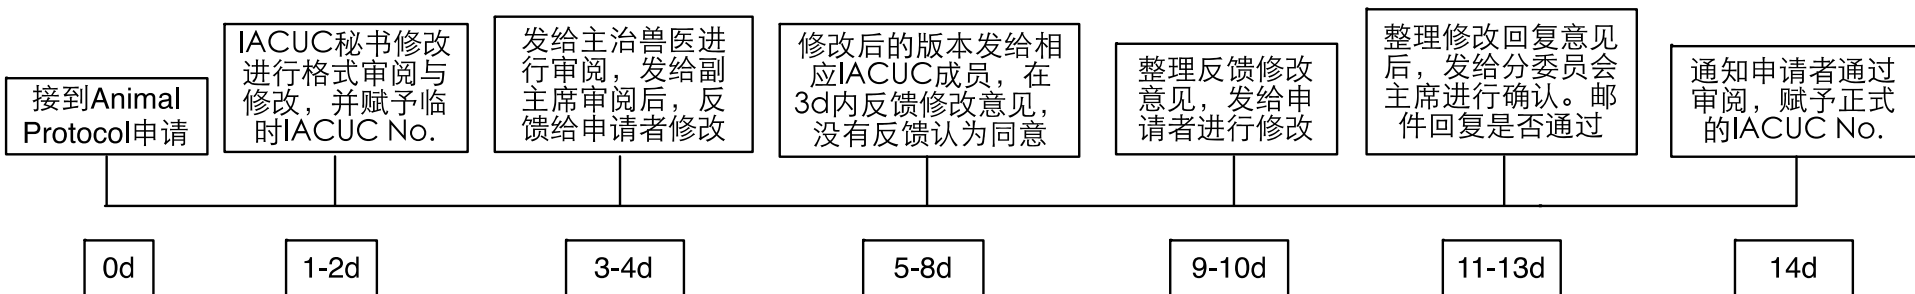 接到Animal
Protocol申请
IACUC秘书修改
进行格式审阅与
修改，并赋予临
时IACUC No.
发给主治兽医进
行审阅，发给副
主席审阅后，反
馈给申请者修改
修改后的版本发给相
应IACUC成员，在
3d内反馈修改意见，
没有反馈认为同意
整理反馈修改
意见，发给申
请者进行修改
整理修改回复意见
后，发给分委员会
主席进行确认。邮
件回复是否通过
通知申请者通过
审阅，赋予正式
的IACUC No.
0d
1-2d
3-4d
5-8d
9-10d
11-13d
14d